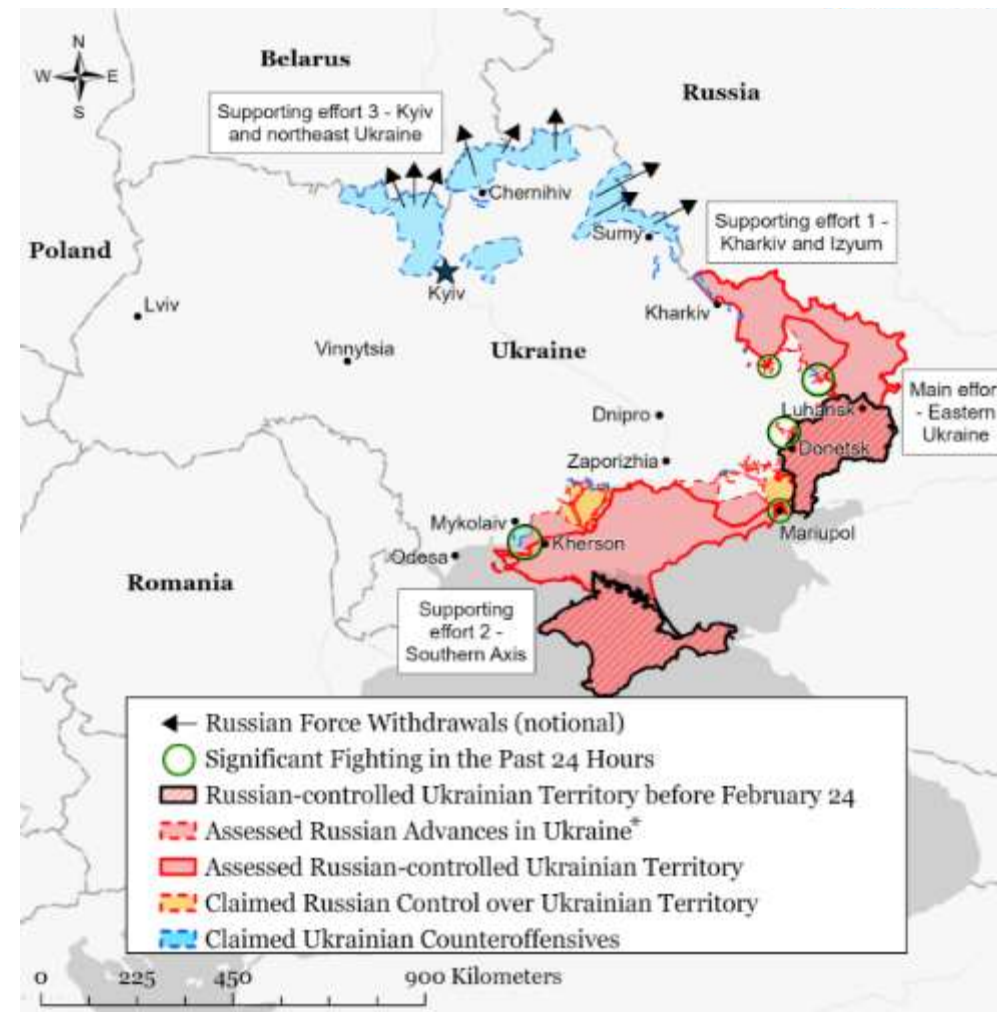 N
W
E
S
Belarus
Russia
Supporting effort 3 - Kyiv
and northeast Ukraine
Chernihiv
Supporting effort 1 -
Kharkiv and Izyum
Sumy
Poland
Kyiv
Lviv
Kharkiv
Vinnytsia
Ukraine
Main effor
- Eastern
Ukraine
Luhansk
Dnipro
Donetsk
Zaporizhia
Mykolaiv
Kherson
Mariupol
Odesa
Romania
Supporting
effort 2 -
Southern Axis
Russian Force Withdrawals (notional)
Significant Fighting in the Past 24 Hours
Russian-controlled Ukrainian Territory before February 24
Assessed Russian Advances in Ukraine*
Assessed Russian-controlled Ukrainian Territory
Claimed Russian Control over Ukrainian Territory
Claimed Ukrainian Counteroffensives
0 225 450 900 Kilometers